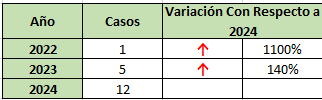 Año Casos Variación Con Respecto a 2024
2022 1 ↑ 1100%
2023 5 ↑ 140%
2024 12